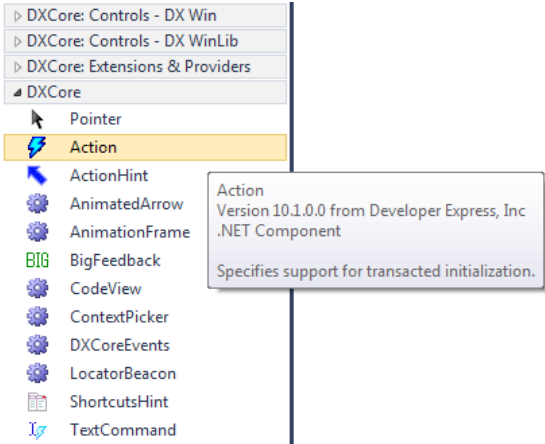 DXCore: Controls - DX Win
DXCore: Controls - DX WinLib
DXCore: Extensions & Providers
DXCore
Pointer
Action
ActionHint
AnimatedArrow
AnimationFrame
BIG BigFeedback
CodeView
ContextPicker
DXCoreEvents
LocatorBeacon
ShortcutsHint
TextCommand
Action
Version 10.1.0.0 from Developer Express, Inc
.NET Component
Specifies support for transacted initialization.